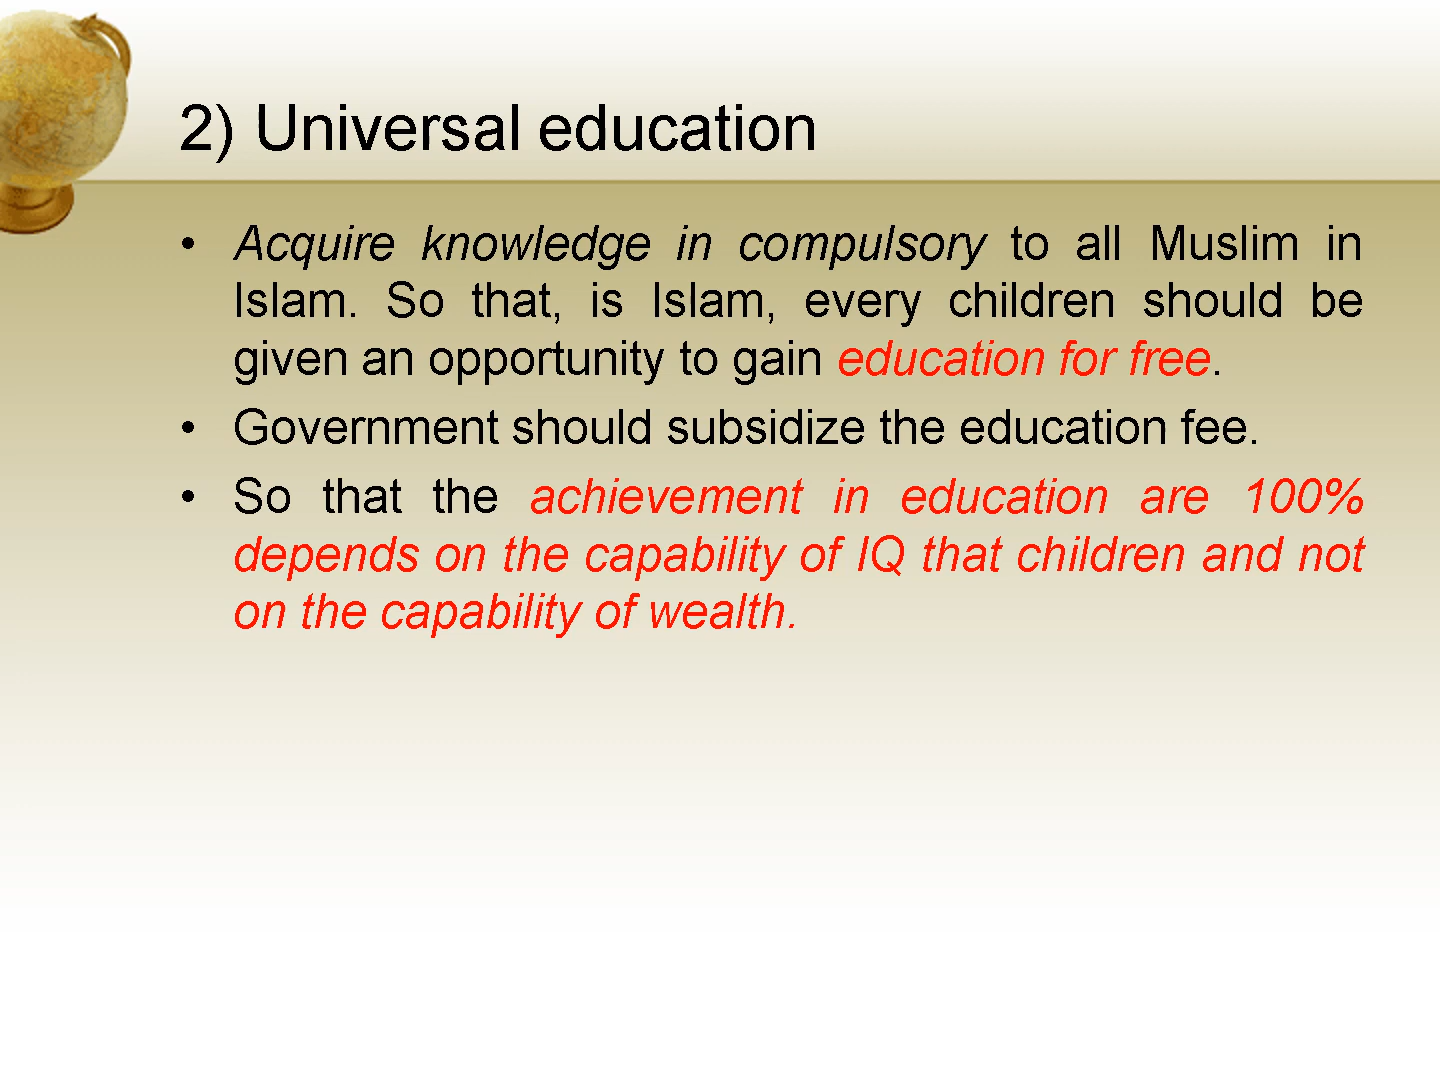 2) Universal education
• Acquire knowledge in compulsory to all Muslim in
Islam. So that, is Islam, every children should be
given an opportunity to gain education for free.
• Government should subsidize the education fee.
• So that the achievement in education are 100%
depends on the capability of IQ that children and not
on the capability of wealth.